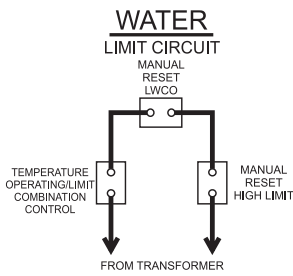 WATER
LIMIT CIRCUIT
MANUAL
RESET
LWCO
TEMPERATURE
OPERATING/LIMIT
COMBINATION
CONTROL
MANUAL
RESET
HIGH LIMIT
FROM TRANSFORMER